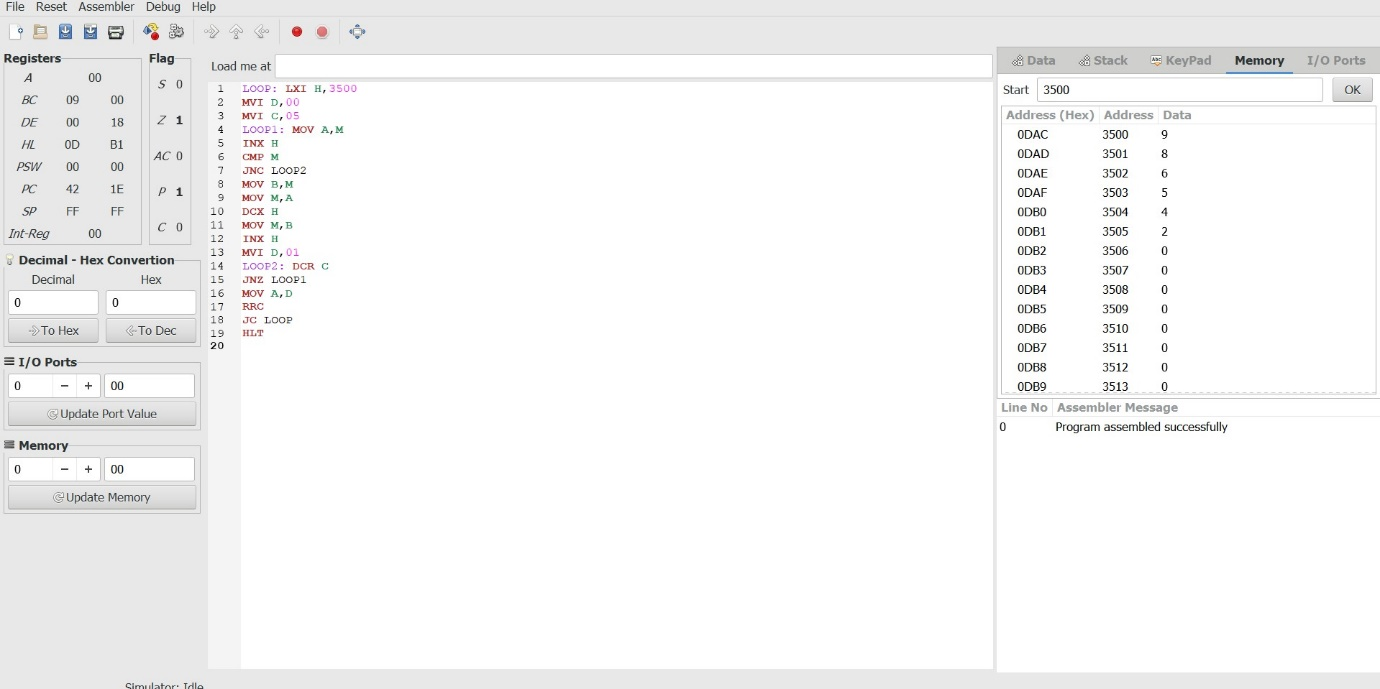 File Reset Assembler Debug Help
Registers
A 00
BC 09 00
DE 00 18
HL 0D B1
PSW 00 00
PC 42 1E
SP FF FF
Int-Reg 00
Flag
S 0
Z 1
AC 0
P 1
C 0
Decimal - Hex Convertion
Decimal Hex
0 0
To Hex To Dec
I/O Ports
0 − + 00
Update Port Value
Memory
0 − + 00
Update Memory
Load me at
1 LOOP: LXI H,3500
2 MVI D,00
3 MVI C,05
4 LOOP1: MOV A,M
5 INX H
6 CMP M
7 JNC LOOP2
8 MOV B,M
9 MOV M,A
10 DCX H
11 MOV M,B
12 INX H
13 MVI D,01
14 LOOP2: DCR C
15 JNZ LOOP1
16 MOV A,D
17 RRC
18 JC LOOP
19 HLT
20
Data Stack KeyPad Memory I/O Ports
Start 3500 OK
Address (Hex) Address Data
0DAC 3500 9
0DAD 3501 8
0DAE 3502 6
0DAF 3503 5
0DB0 3504 4
0DB1 3505 2
0DB2 3506 0
0DB3 3507 0
0DB4 3508 0
0DB5 3509 0
0DB6 3510 0
0DB7 3511 0
0DB8 3512 0
0DB9 3513 0
Line No Assembler Message
0 Program assembled successfully
Simulator: Idle